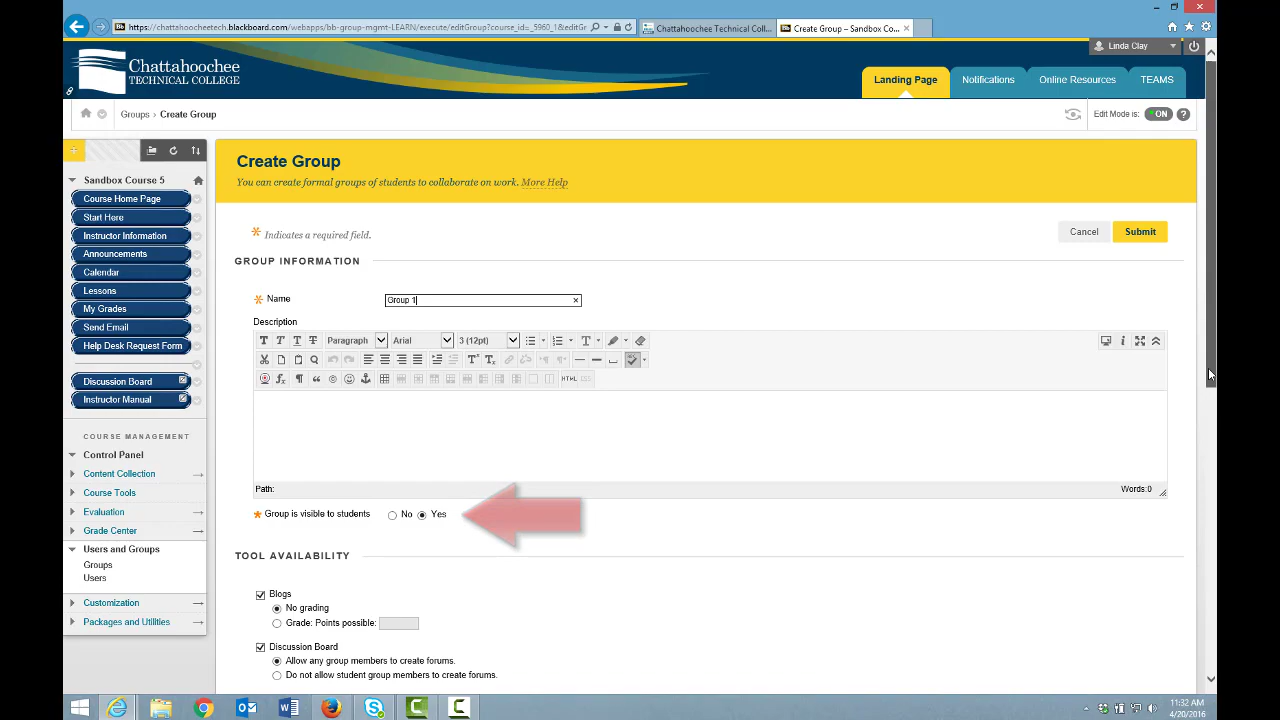 https://chattahoocheetech.blackboard.com/webapps/bb-group-mgmt-LEARN/execute/editGroup?course_id=_5960_1&editGr
Chattahoochee Technical Coll...
Create Group – Sandbox Co...
Linda Clay
Chattahoochee
TECHNICAL COLLEGE
Landing Page
Notifications
Online Resources
TEAMS
Groups > Create Group
Edit Mode is: ON ?
Sandbox Course 5
Course Home Page
Start Here
Instructor Information
Announcements
Calendar
Lessons
My Grades
Send Email
Help Desk Request Form
Discussion Board
Instructor Manual
COURSE MANAGEMENT
Control Panel
Content Collection
Course Tools
Evaluation
Grade Center
Users and Groups
Groups
Users
Customization
Packages and Utilities
Create Group
You can create formal groups of students to collaborate on work. More Help
Indicates a required field.
Cancel
Submit
GROUP INFORMATION
Name
Group 1
Description
Paragraph Arial 3 (12pt)
HTML CSS
Path:
Words:0
Group is visible to students No Yes
TOOL AVAILABILITY
Blogs
No grading
Grade: Points possible:
Discussion Board
Allow any group members to create forums.
Do not allow student group members to create forums.
11:32 AM
4/20/2016